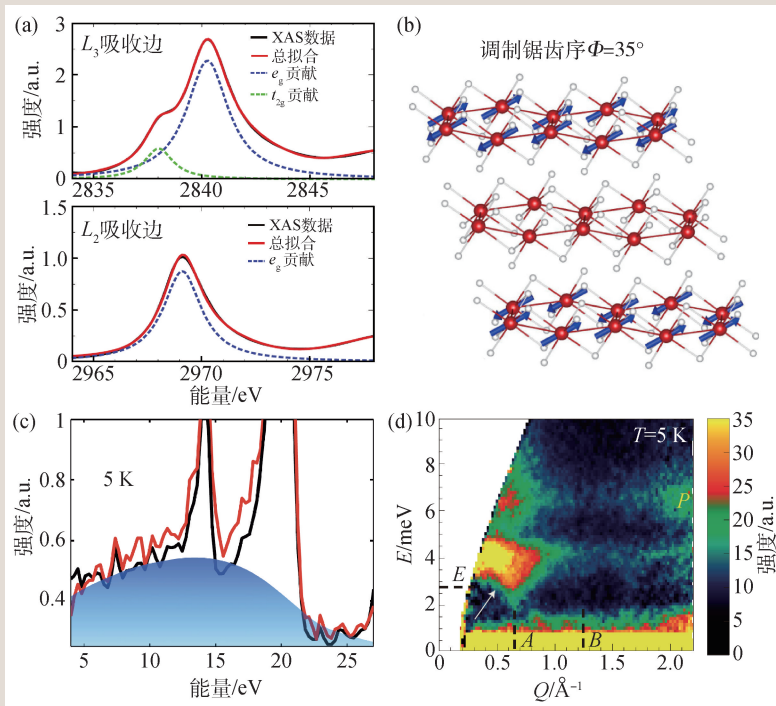 (a)
L₃吸收边
XAS数据
总拟合
e_g贡献
t_2g贡献
强度/a.u.
3
2
1
0
2835
2840
2845
L₂吸收边
XAS数据
总拟合
e_g贡献
强度/a.u.
1.5
1.0
0.5
0
2965
2970
2975
能量/eV
(b)
调制锯齿序Φ=35°
(c)
5 K
强度/a.u.
1
0.8
0.6
0.4
5
10
15
20
25
能量/eV
(d)
T=5 K
E/meV
10
8
6
4
2
0
E
P
A
B
0
0.5
1.0
1.5
2.0
Q/Å⁻¹
35
30
25
20
15
10
5
0
强度/a.u.